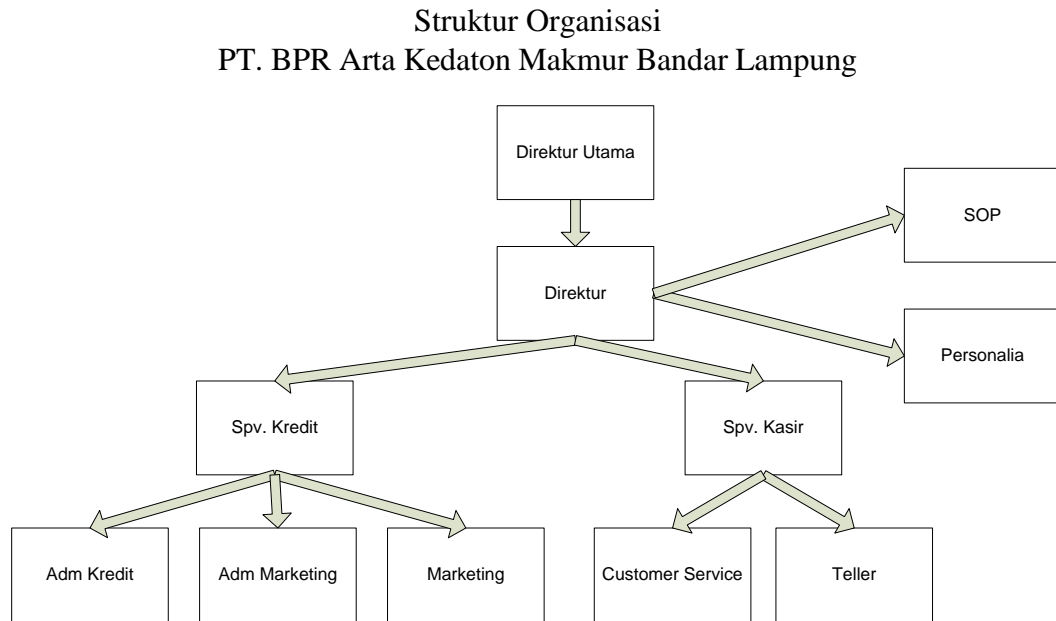 Struktur Organisasi
PT. BPR Arta Kedaton Makmur Bandar Lampung
Direktur Utama
SOP
Direktur
Personalia
Spv. Kredit
Spv. Kasir
Adm Kredit
Adm Marketing
Marketing
Customer Service
Teller